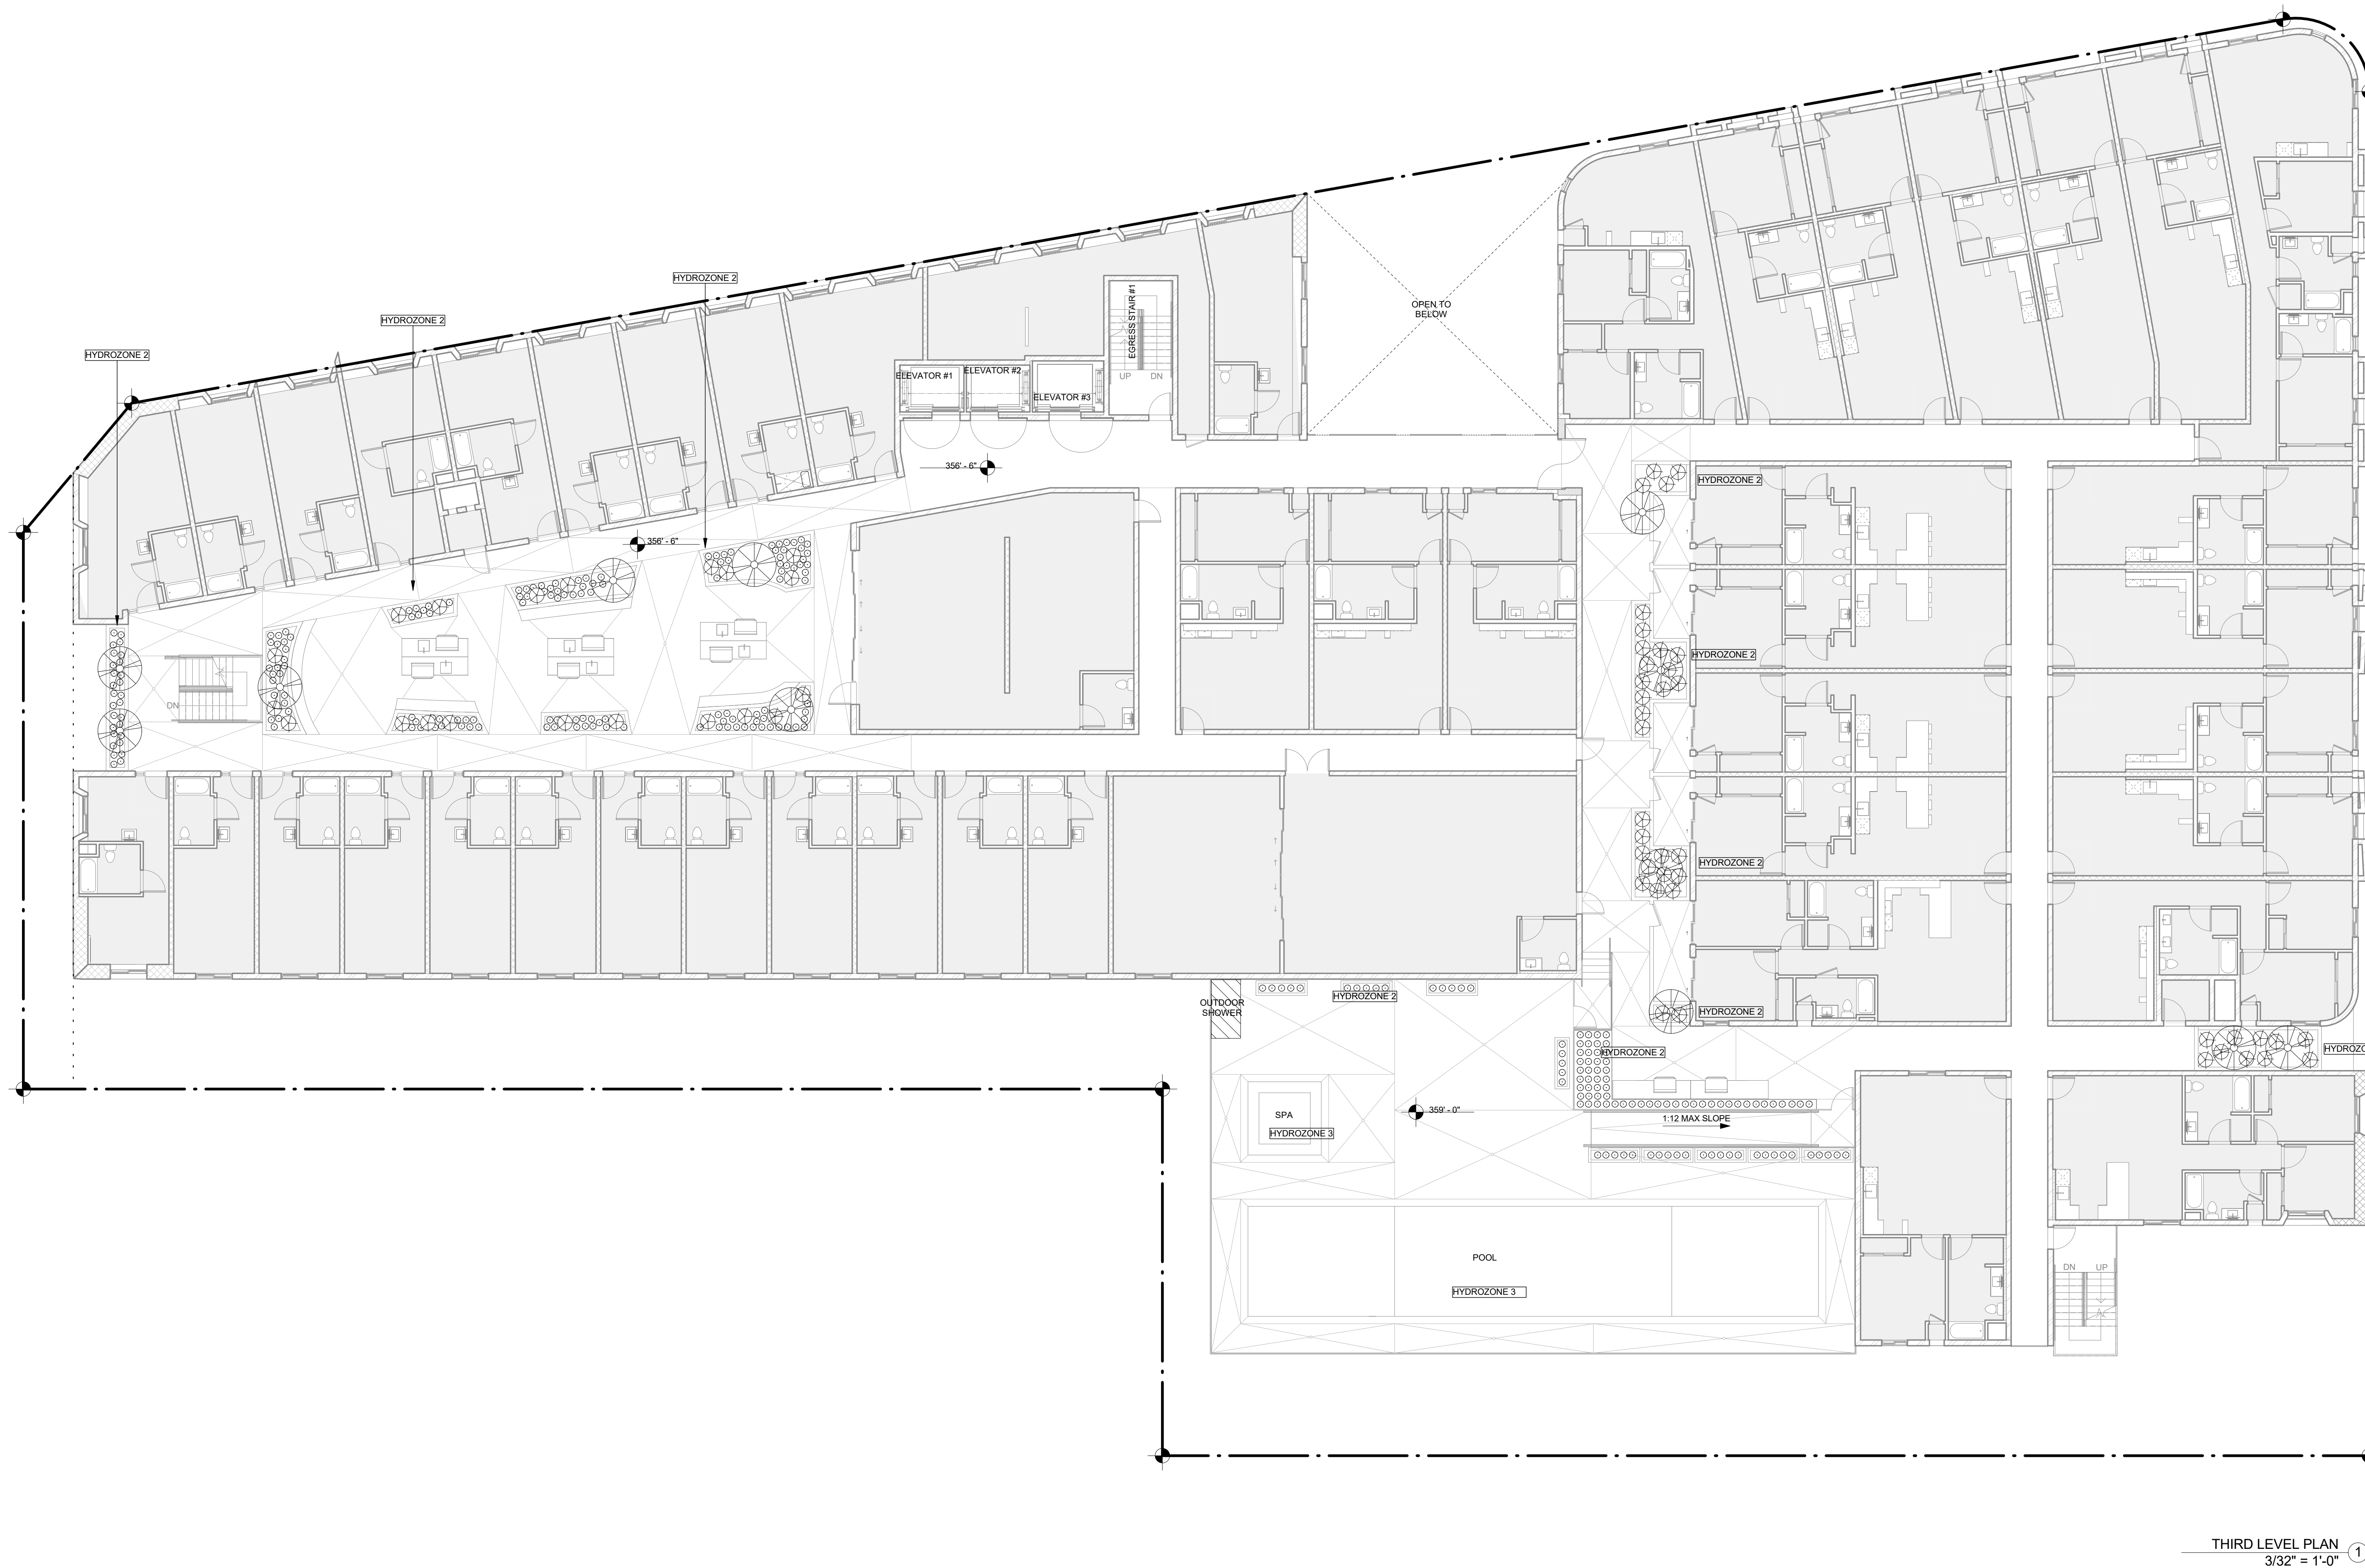 HYDROZONE 2
HYDROZONE 2
HYDROZONE 2
EGRESS STAIR #1
OPEN TO
BELOW
ELEVATOR #1
ELEVATOR #2
ELEVATOR #3
UP
DN
356' - 6"
356' - 6"
HYDROZONE 2
HYDROZONE 2
DN
HYDROZONE 2
OUTDOOR
SHOWER
HYDROZONE 2
HYDROZONE 2
HYDROZONE 2
HYDROZO
SPA
HYDROZONE 3
359' - 0"
1:12 MAX SLOPE
POOL
HYDROZONE 3
DN
UP
THIRD LEVEL PLAN
3/32" = 1'-0"
1